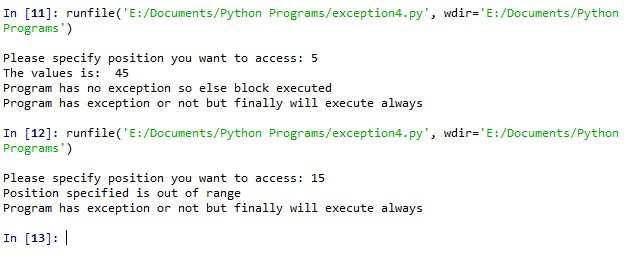 In [11]: runfile('E:/Documents/Python Programs/exception4.py', wdir='E:/Documents/Python
Programs')
Please specify position you want to access: 5
The values is:  45
Program has no exception so else block executed
Program has exception or not but finally will execute always
In [12]: runfile('E:/Documents/Python Programs/exception4.py', wdir='E:/Documents/Python
Programs')
Please specify position you want to access: 15
Position specified is out of range
Program has exception or not but finally will execute always
In [13]: